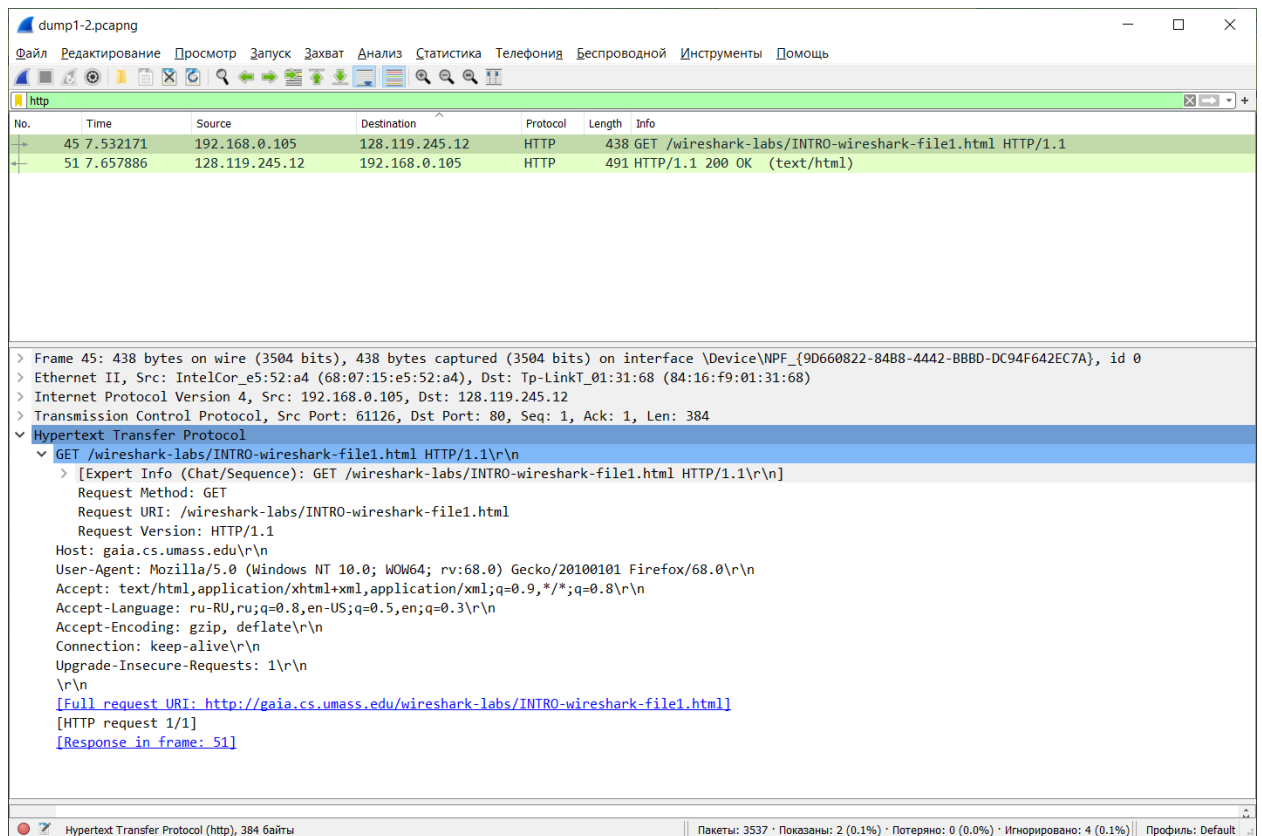 dump1-2.pcapng
Файл Редактирование Просмотр Запуск Захват Анализ Статистика Телефония Беспроводной Инструменты Помощь
http
No. Time Source Destination Protocol Length Info
45 7.532171 192.168.0.105 128.119.245.12 HTTP 438 GET /wireshark-labs/INTRO-wireshark-file1.html HTTP/1.1
51 7.657886 128.119.245.12 192.168.0.105 HTTP 491 HTTP/1.1 200 OK (text/html)
Frame 45: 438 bytes on wire (3504 bits), 438 bytes captured (3504 bits) on interface \Device\NPF_{9D660822-84B8-4442-BBBD-DC94F642EC7A}, id 0
Ethernet II, Src: IntelCor_e5:52:a4 (68:07:15:e5:52:a4), Dst: Tp-LinkT_01:31:68 (84:16:f9:01:31:68)
Internet Protocol Version 4, Src: 192.168.0.105, Dst: 128.119.245.12
Transmission Control Protocol, Src Port: 61126, Dst Port: 80, Seq: 1, Ack: 1, Len: 384
Hypertext Transfer Protocol
GET /wireshark-labs/INTRO-wireshark-file1.html HTTP/1.1\r\n
[Expert Info (Chat/Sequence): GET /wireshark-labs/INTRO-wireshark-file1.html HTTP/1.1\r\n]
Request Method: GET
Request URI: /wireshark-labs/INTRO-wireshark-file1.html
Request Version: HTTP/1.1
Host: gaia.cs.umass.edu\r\n
User-Agent: Mozilla/5.0 (Windows NT 10.0; WOW64; rv:68.0) Gecko/20100101 Firefox/68.0\r\n
Accept: text/html,application/xhtml+xml,application/xml;q=0.9,*/*;q=0.8\r\n
Accept-Language: ru-RU,ru;q=0.8,en-US;q=0.5,en;q=0.3\r\n
Accept-Encoding: gzip, deflate\r\n
Connection: keep-alive\r\n
Upgrade-Insecure-Requests: 1\r\n
\r\n
[Full request URI: http://gaia.cs.umass.edu/wireshark-labs/INTRO-wireshark-file1.html]
[HTTP request 1/1]
[Response in frame: 51]
Hypertext Transfer Protocol (http), 384 байты Пакеты: 3537 · Показаны: 2 (0.1%) · Потеряно: 0 (0.0%) · Игнорировано: 4 (0.1%) Профиль: Default